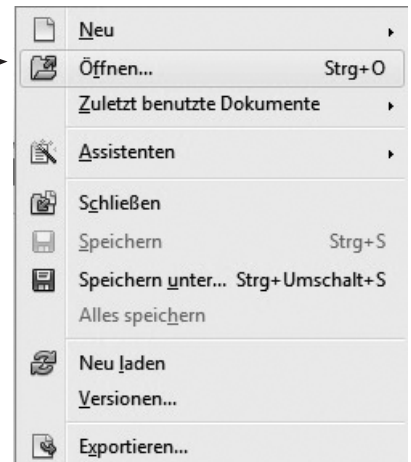 Neu
Öffnen... Strg+O
Zuletzt benutzte Dokumente
Assistenten
Schließen
Speichern Strg+S
Speichern unter... Strg+Umschalt+S
Alles speichern
Neu laden
Versionen...
Exportieren...